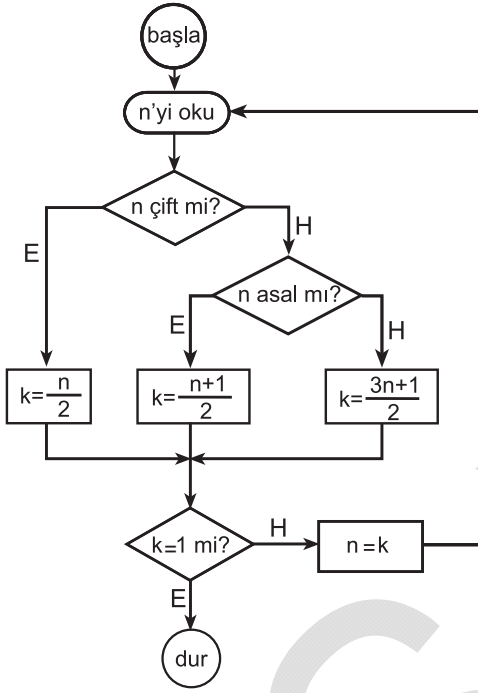 başla
n'yi oku
n çift mi?
E
H
n asal mı?
E
H
k=n/2
k=n+1/2
k=3n+1/2
k=1 mi?
H
n=k
E
dur